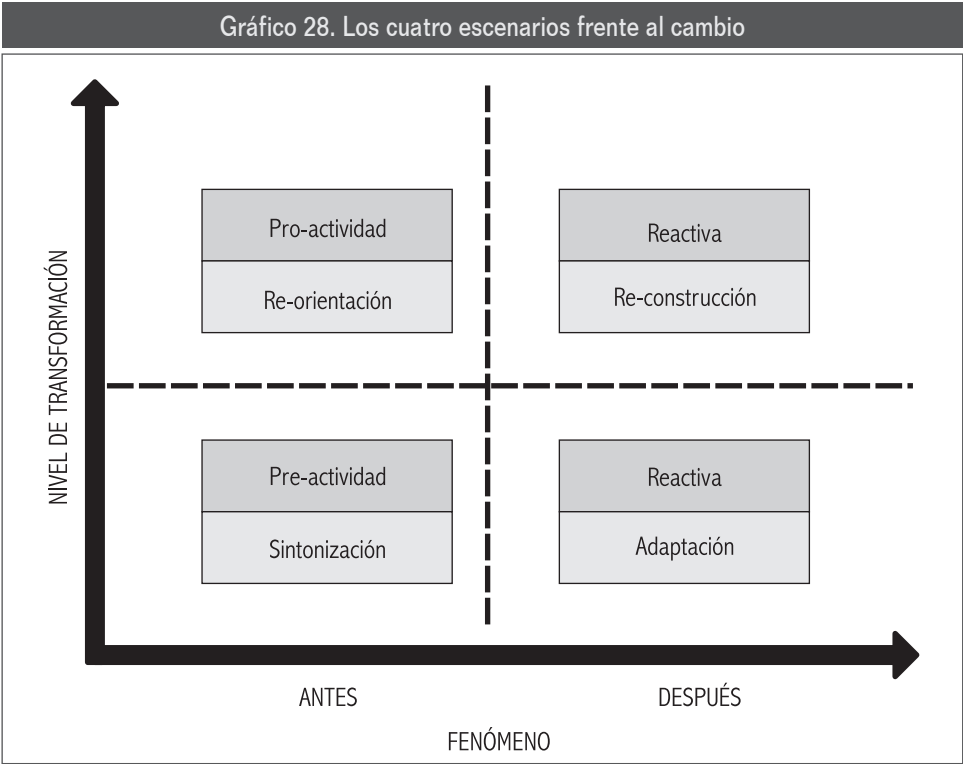 Gráfico 28. Los cuatro escenarios frente al cambio
NIVEL DE TRANSFORMACIÓN
Pro-actividad
Re-orientación
Reactiva
Re-construcción
Pre-actividad
Sintonización
Reactiva
Adaptación
ANTES
DESPUÉS
FENÓMENO